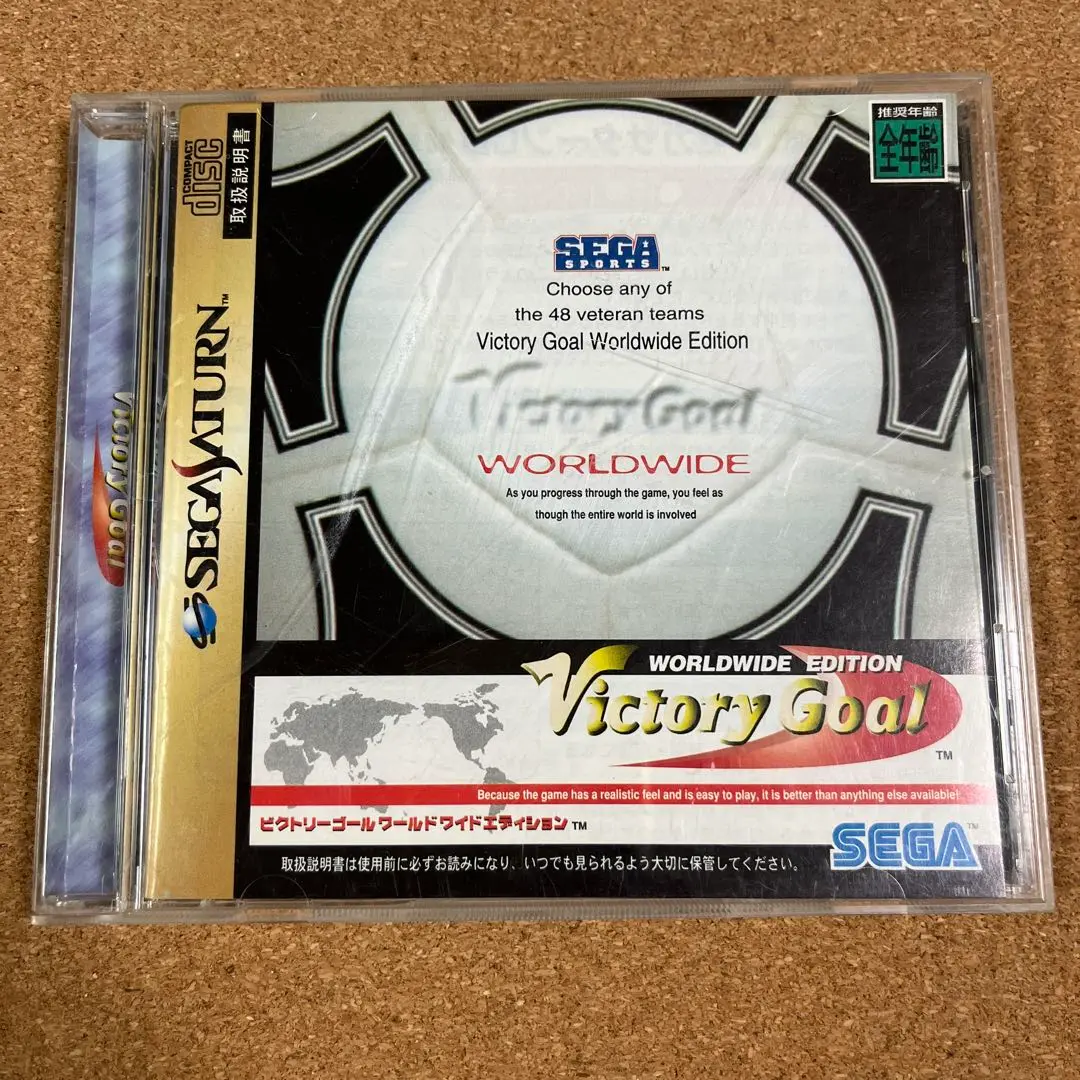 COMPACT
disc
取扱説明書
SEGA SATURN™
Victory Goal
推奨年齢
全年齢
SEGA
SPORTS™
Choose any of
the 48 veteran teams
Victory Goal Worldwide Edition
Victory Goal
WORLDWIDE
As you progress through the game, you feel as
though the entire world is involved
WORLDWIDE EDITION
Victory Goal™
Because the game has a realistic feel and is easy to play, it is better than anything else available!
ビクトリーゴールワールドワイドエディション™
SEGA™
取扱説明書は使用前に必ずお読みになり、いつでも見られるよう大切に保管してください。